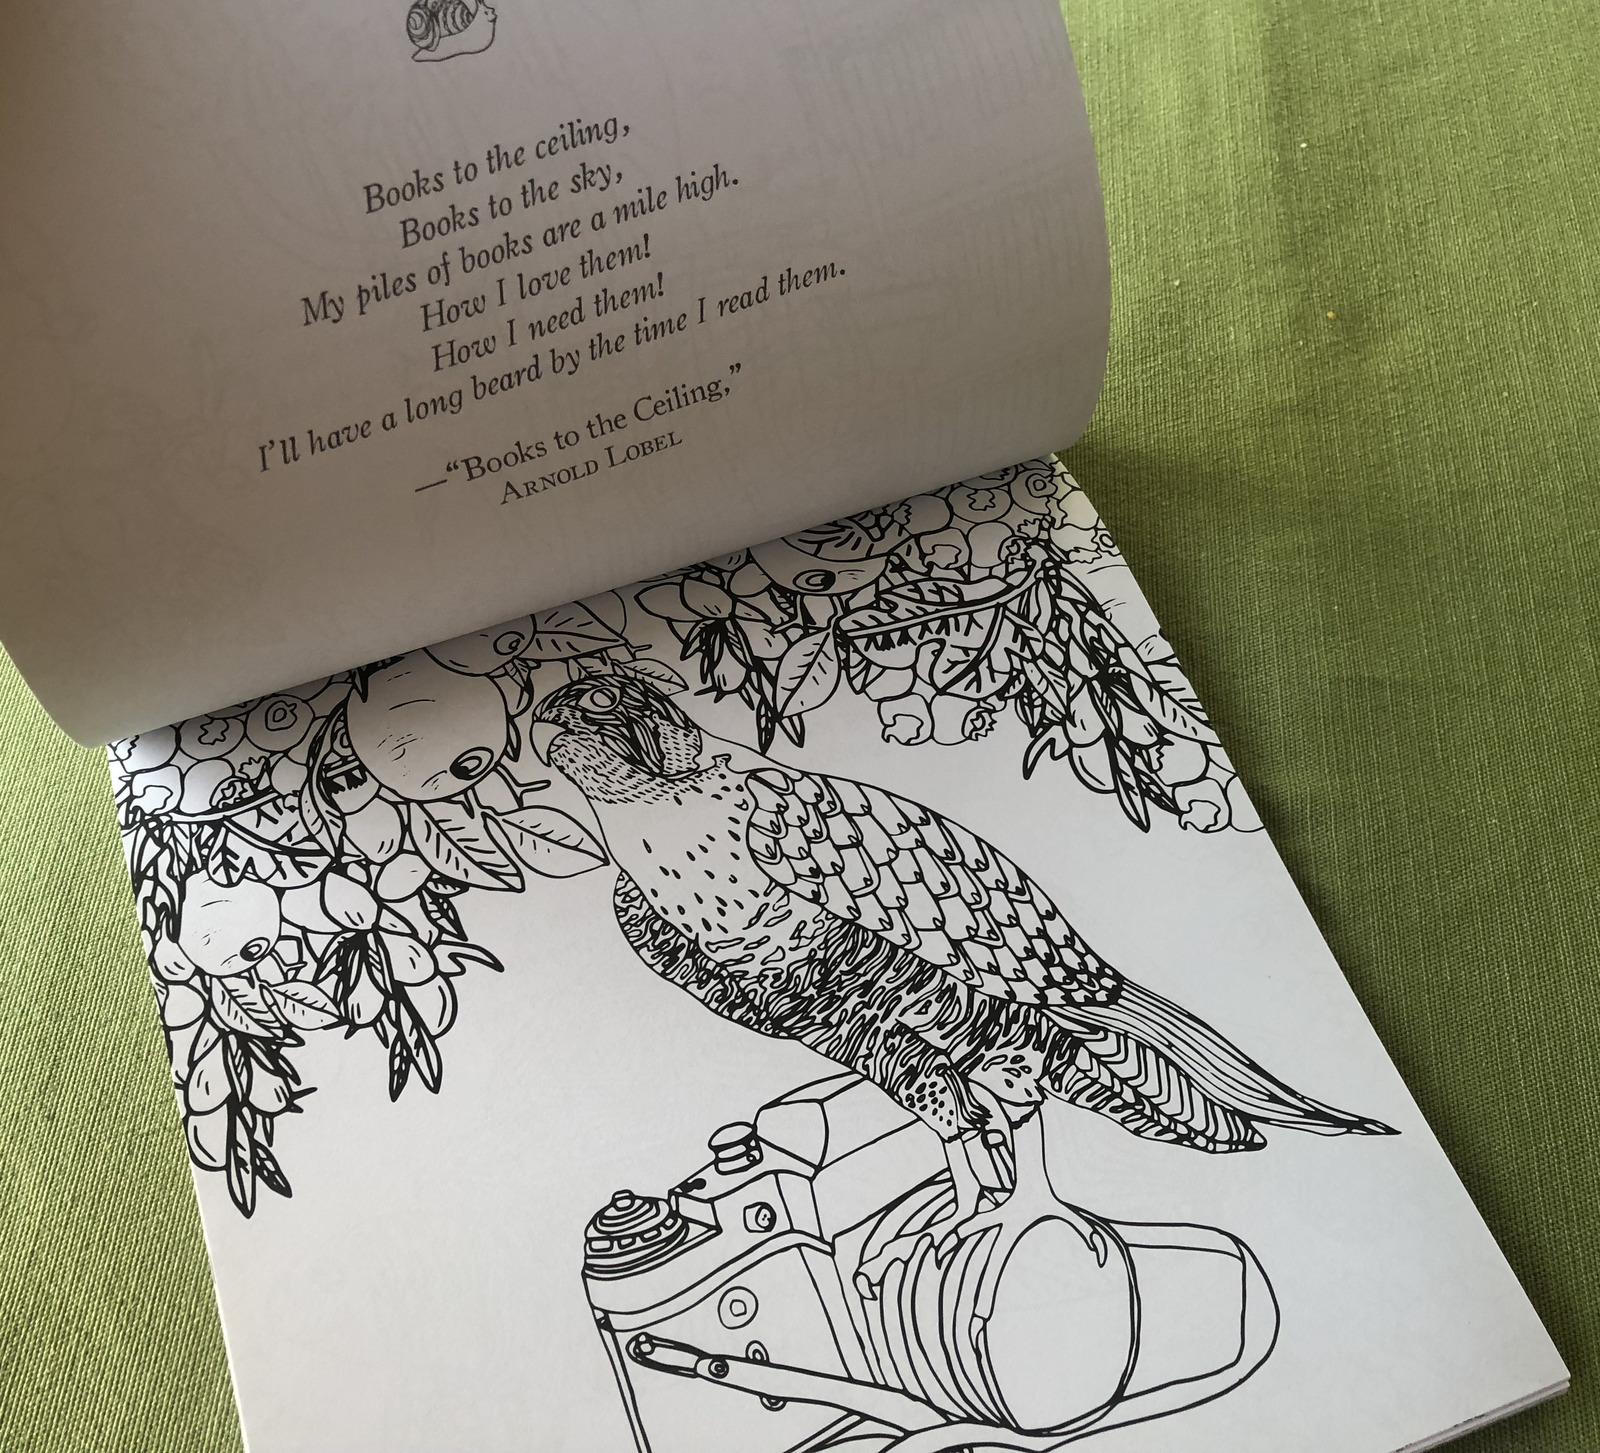 Books to the ceiling,
Books to the sky,
My piles of books are a mile high.
How I love them!
How I need them!
I'll have a long beard by the time I read them.
—“Books to the Ceiling,”
ARNOLD LOBEL